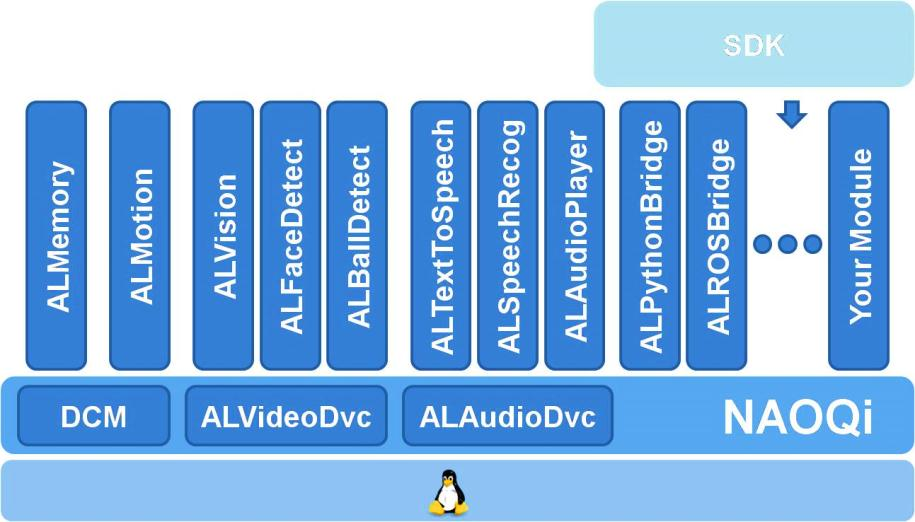 SDK
ALMemory
ALMotion
ALVision
ALFaceDetect
ALBallDetect
ALTextToSpeech
ALSpeechRecog
ALAudioPlayer
ALPythonBridge
ALROSBridge
Your Module
DCM
ALVideoDvc
ALAudioDvc
NAOQi